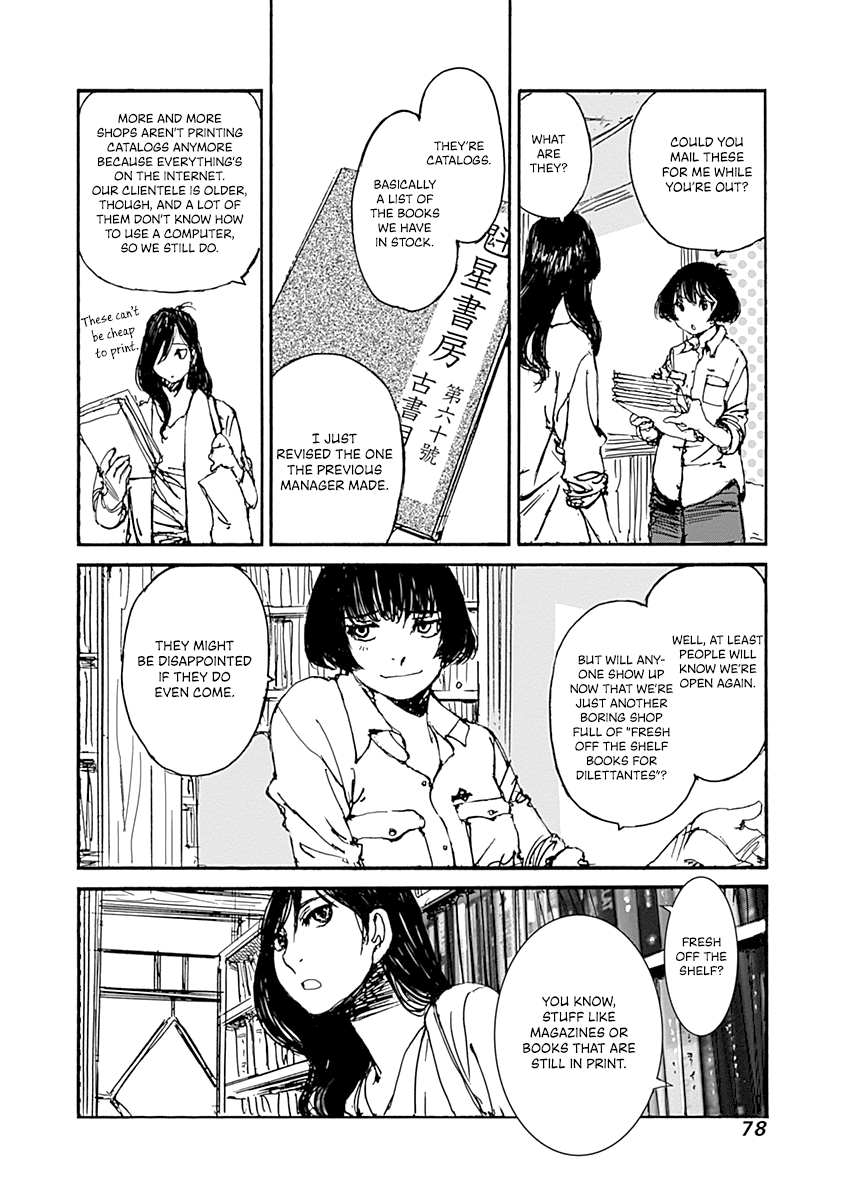 COULD YOU
MAIL THESE
FOR ME WHILE
YOU'RE OUT?
WHAT
ARE
THEY?
THEY'RE
CATALOGS.
BASICALLY
A LIST OF
THE BOOKS
WE HAVE
IN STOCK.
魁星書房
第六十號
古書
I JUST
REVISED THE ONE
THE PREVIOUS
MANAGER MADE.
MORE AND MORE
SHOPS AREN'T PRINTING
CATALOGS ANYMORE
BECAUSE EVERYTHING'S
ON THE INTERNET.
OUR CLIENTELE IS OLDER,
THOUGH, AND A LOT OF
THEM DON'T KNOW HOW
TO USE A COMPUTER,
SO WE STILL DO.
These can't
be cheap
to print.
WELL, AT LEAST
PEOPLE WILL
KNOW WE'RE
OPEN AGAIN.
BUT WILL ANY-
ONE SHOW UP
NOW THAT WE'RE
JUST ANOTHER
BORING SHOP
FULL OF "FRESH
OFF THE SHELF
BOOKS FOR
DILETTANTES"?
THEY MIGHT
BE DISAPPOINTED
IF THEY DO
EVEN COME.
FRESH
OFF THE
SHELF?
YOU KNOW,
STUFF LIKE
MAGAZINES OR
BOOKS THAT ARE
STILL IN PRINT.
78